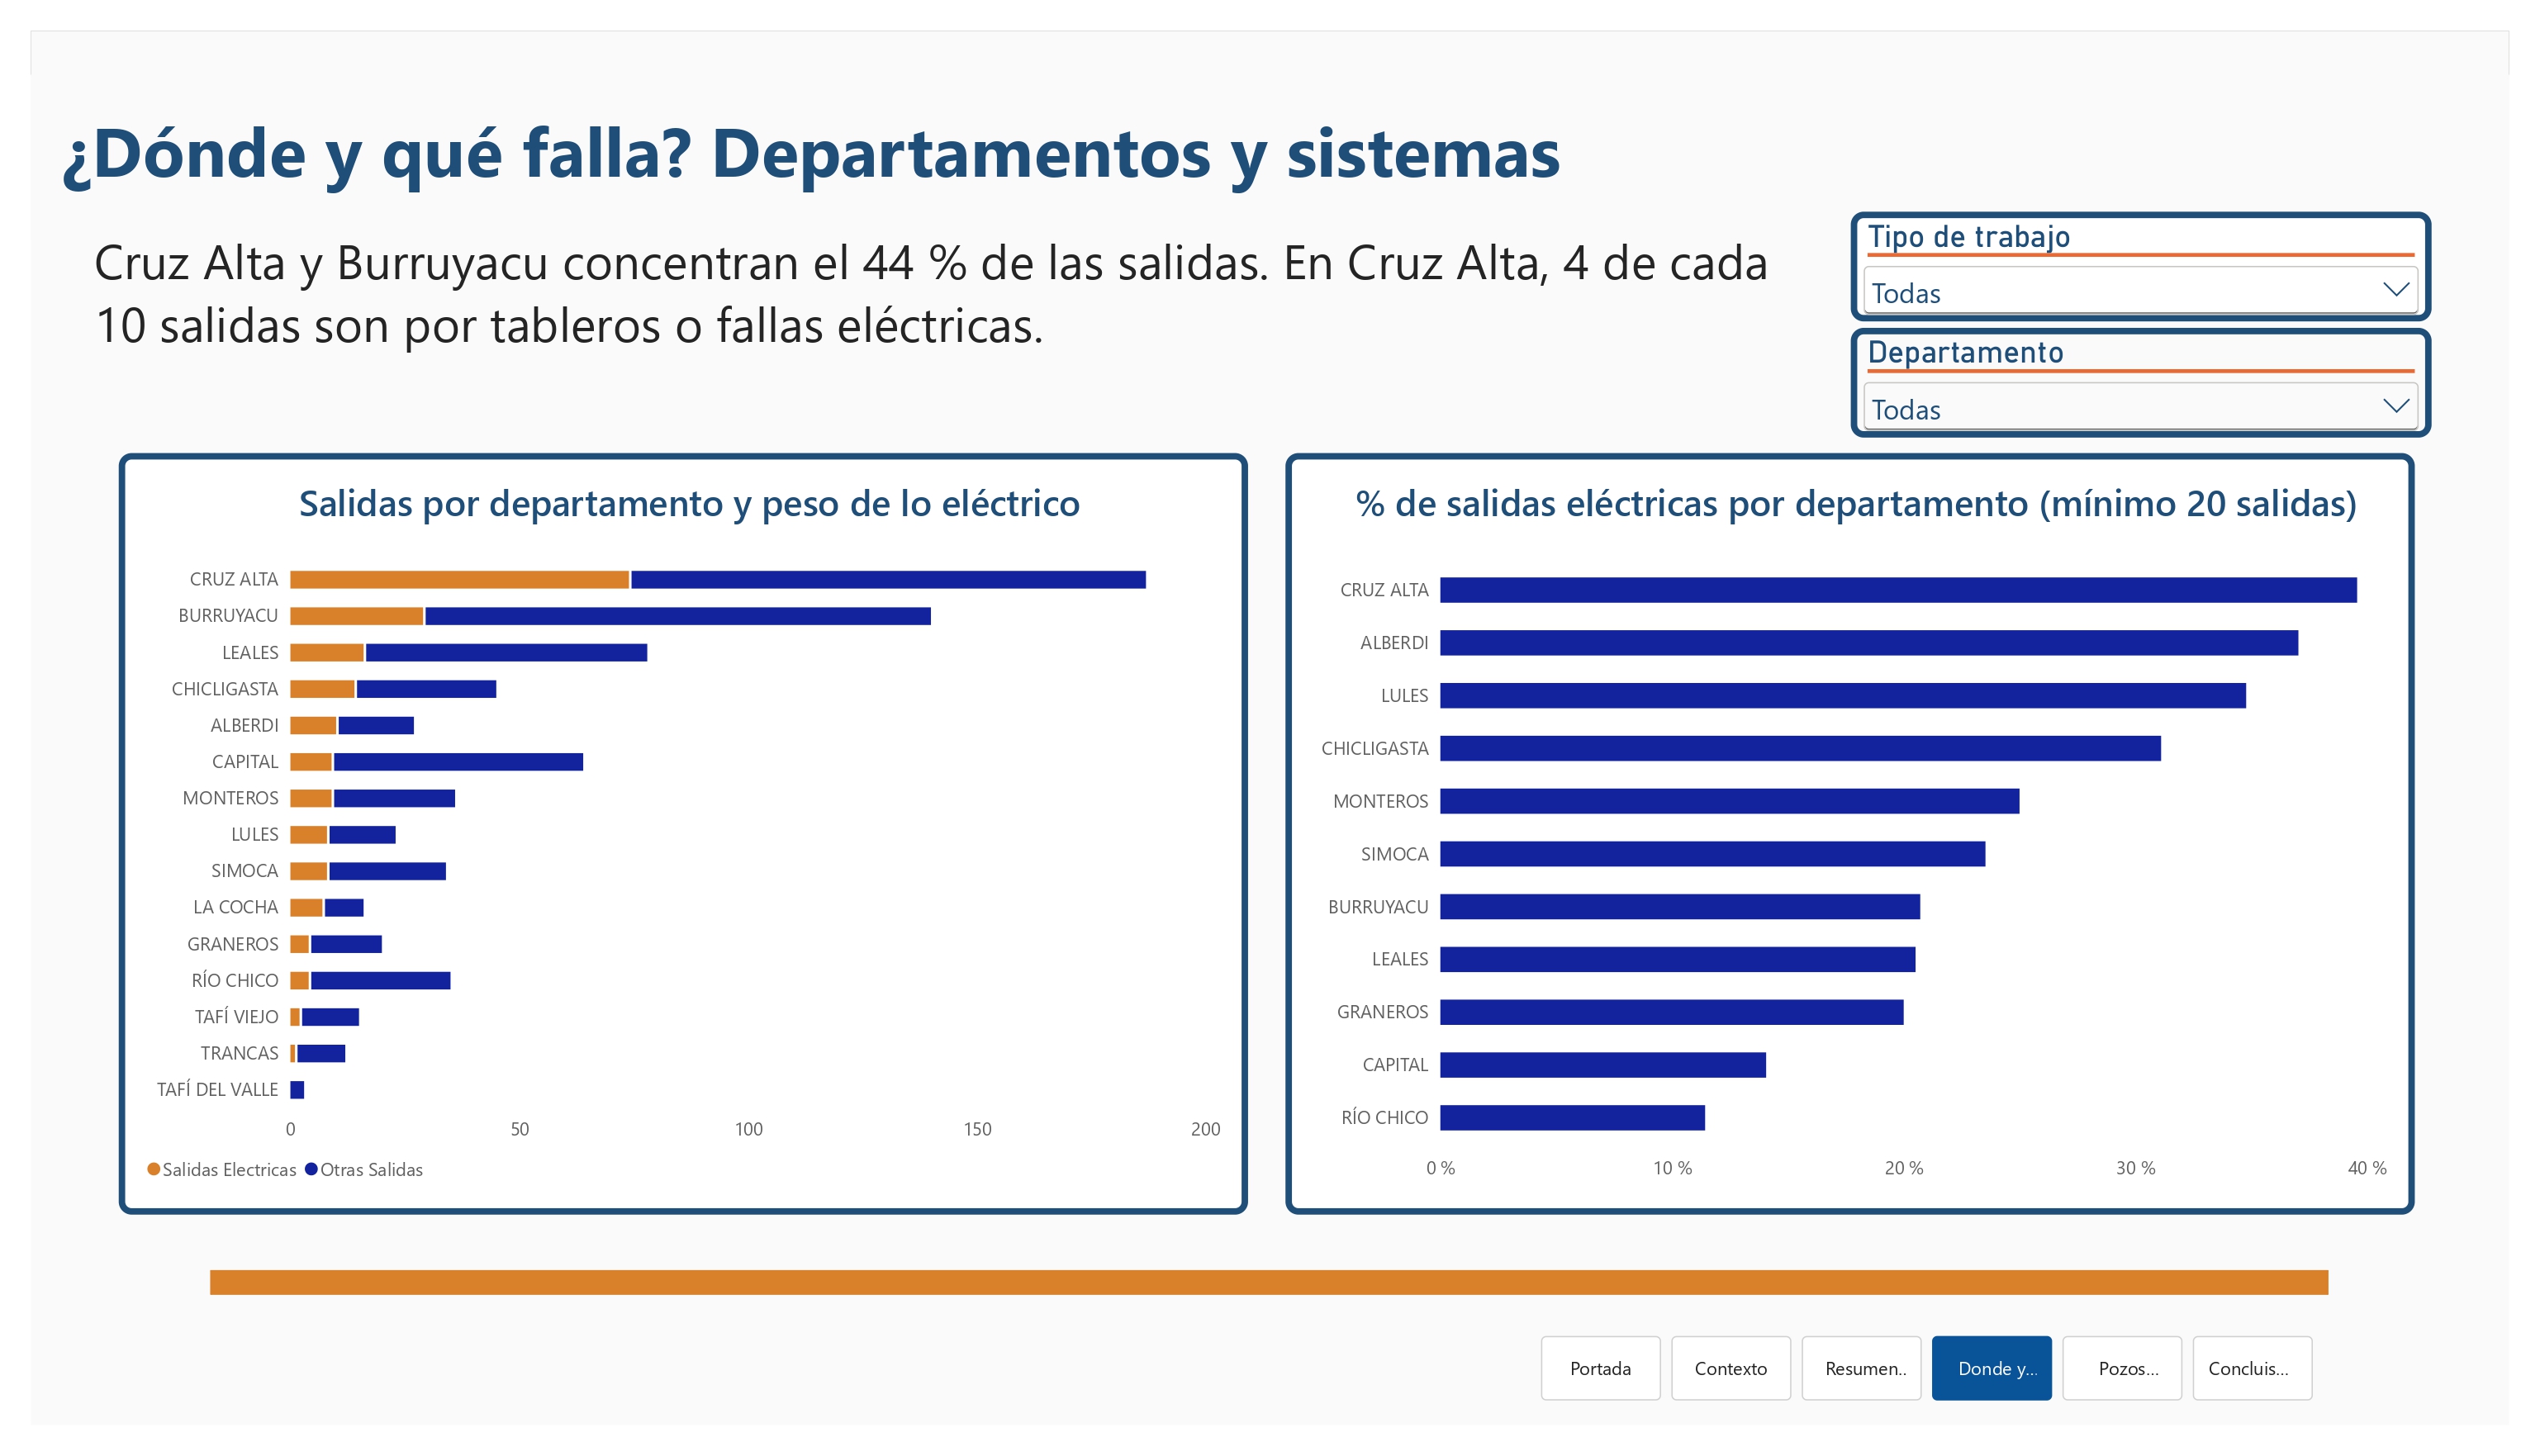 ¿Dónde y qué falla? Departamentos y sistemas
Cruz Alta y Burruyacu concentran el 44 % de las salidas. En Cruz Alta, 4 de cada
10 salidas son por tableros o fallas eléctricas.
Tipo de trabajo
Todas
Departamento
Todas
Salidas por departamento y peso de lo eléctrico
CRUZ ALTA
BURRUYACU
LEALES
CHICLIGASTA
ALBERDI
CAPITAL
MONTEROS
LULES
SIMOCA
LA COCHA
GRANEROS
RÍO CHICO
TAFÍ VIEJO
TRANCAS
TAFÍ DEL VALLE
0 50 100 150 200
Salidas Electricas Otras Salidas
% de salidas eléctricas por departamento (mínimo 20 salidas)
CRUZ ALTA
ALBERDI
LULES
CHICLIGASTA
MONTEROS
SIMOCA
BURRUYACU
LEALES
GRANEROS
CAPITAL
RÍO CHICO
0 % 10 % 20 % 30 % 40 %
Portada Contexto Resumen.. Donde y... Pozos... Concluis...